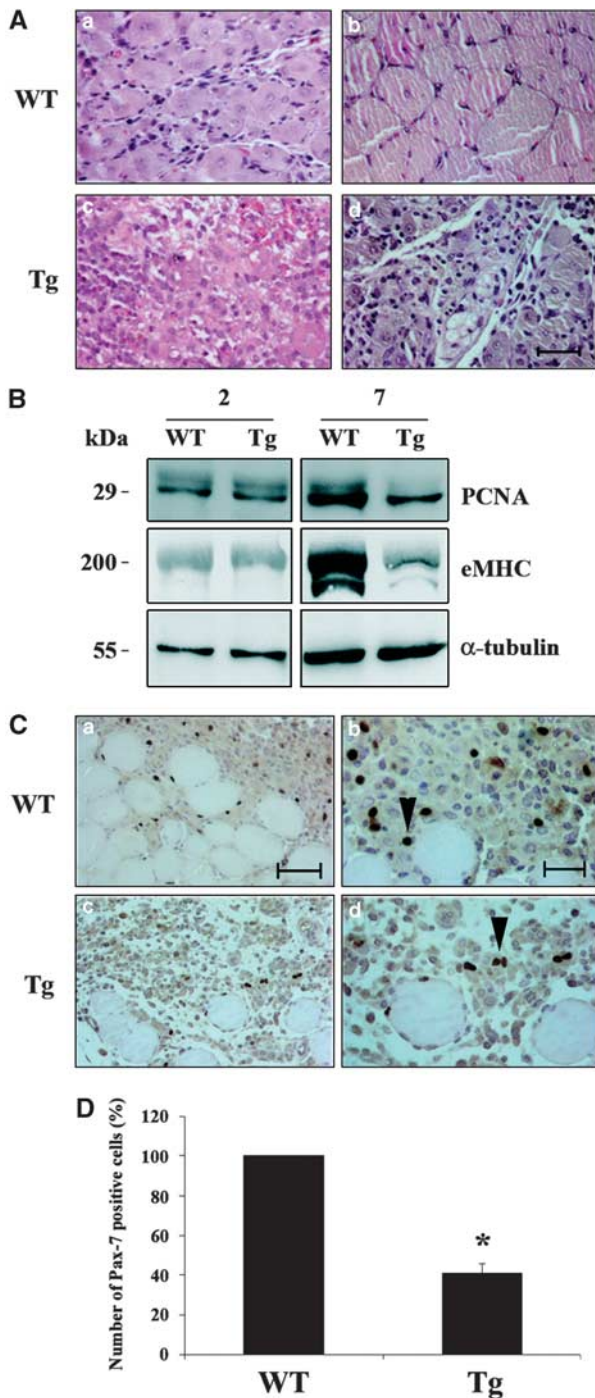 A
a
b
WT
c
d
Tg
B
2 7
kDa WT Tg WT Tg
29 - PCNA
200 - eMHC
55 - α-tubulin
C
a
b
WT
c
d
Tg
D
Number of Pax-7 positive cells (%)
120
100
80
60
40
20
0
*
WT Tg